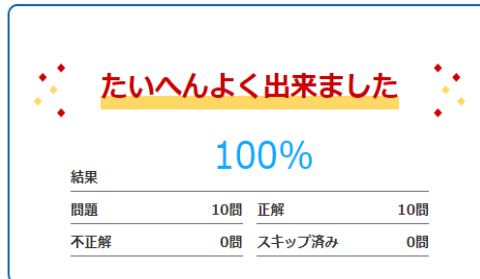 たいへんよく出来ました
100%
結果
問題 10問 正解 10問
不正解 0問 スキップ済み 0問